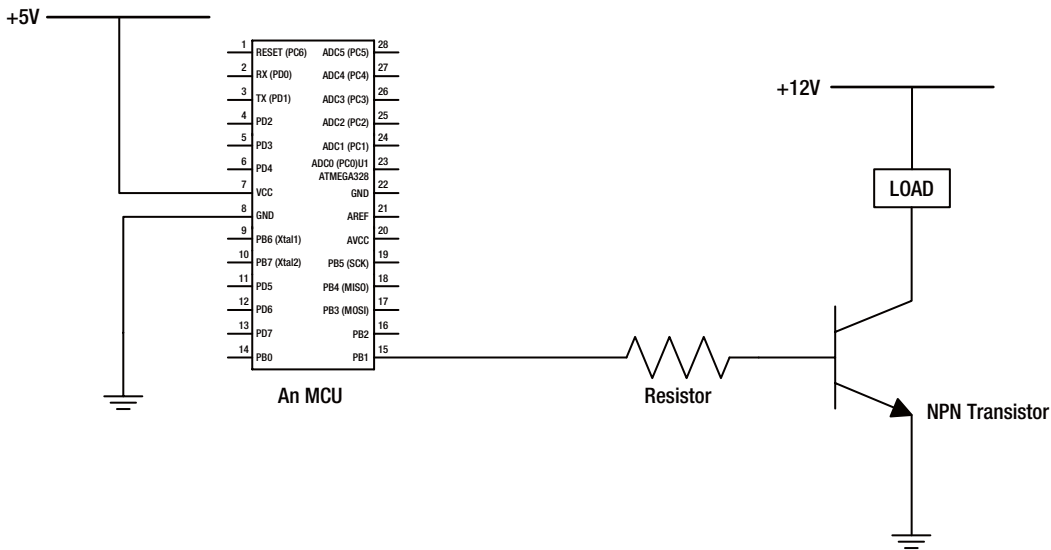 +5V
1 RESET (PC6) ADC5 (PC5) 28
2 RX (PD0) ADC4 (PC4) 27
3 TX (PD1) ADC3 (PC3) 26
4 PD2 ADC2 (PC2) 25
5 PD3 ADC1 (PC1) 24
6 PD4 ADC0 (PC0)U1 23
ATMEGA328
7 VCC GND 22
8 GND AREF 21
9 PB6 (Xtal1) AVCC 20
10 PB7 (Xtal2) PB5 (SCK) 19
11 PD5 PB4 (MISO) 18
12 PD6 PB3 (MOSI) 17
13 PD7 PB2 16
14 PB0 PB1 15
An MCU
Resistor
+12V
LOAD
NPN Transistor